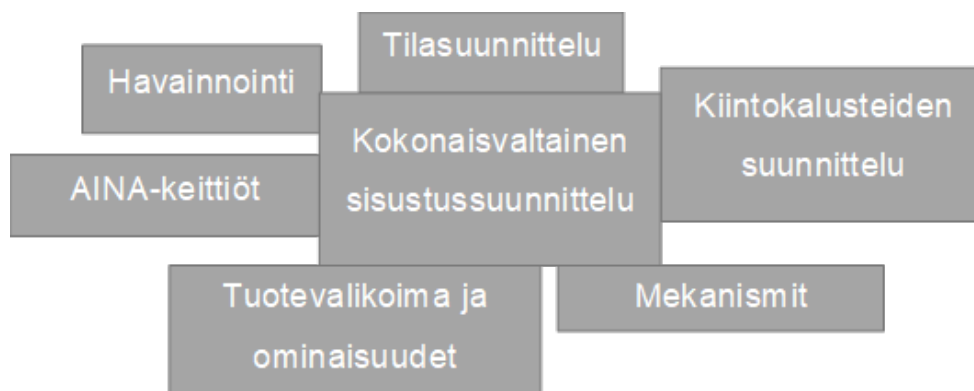 Tilasuunnittelu
Havainnointi
Kiintokalusteiden
suunnittelu
Kokonaisvaltainen
sisustussuunnittelu
AINA-keittiöt
Tuotevalikoima ja
ominaisuudet
Mekanismit